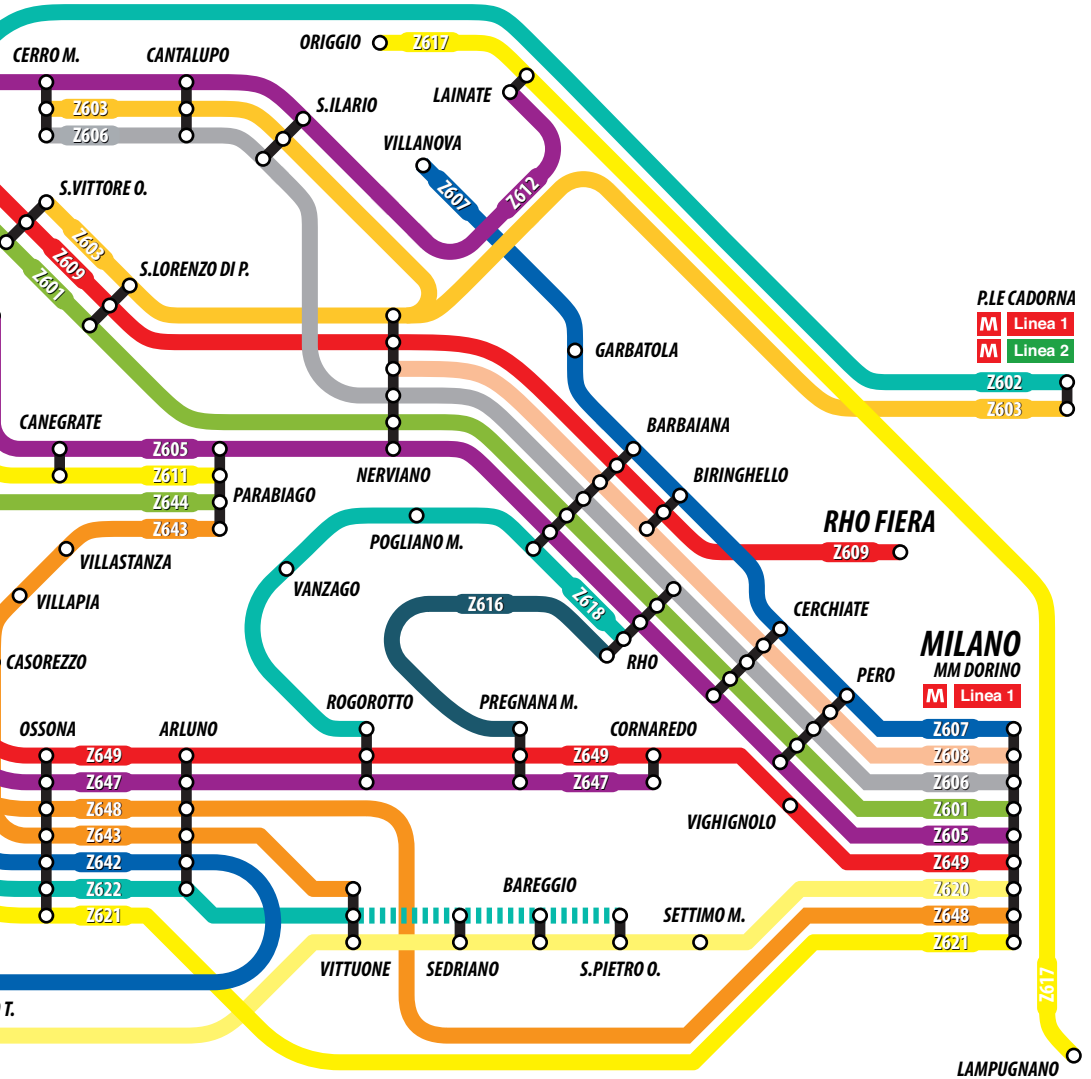 ORIGGIO
Z617
CERRO M.
CANTALUPO
LAINATE
Z603
S.ILARIO
Z606
VILLANOVA
S.VITTORE O.
Z607
Z612
Z603
Z609
S.LORENZO DI P.
Z601
P.LE CADORNA
M Linea 1
M Linea 2
GARBATOLA
Z602
Z603
CANEGRATE
BARBAIANA
Z605
NERVIANO
BIRINGHELLO
Z611
PARABIAGO
Z644
RHO FIERA
Z643
POGLIANO M.
Z609
VILLASTANZA
VANZAGO
VILLAPIA
Z616
Z618
CERCHIATE
MILANO
MM DORINO
M Linea 1
CASOREZZO
RHO
PERO
ROGOROTTO
PREGNANA M.
OSSONA
ARLUNO
CORNAREDO
Z607
Z649
Z649
Z608
Z647
Z647
Z606
Z648
VIGHIGNOLO
Z601
Z643
Z605
Z642
Z649
Z622
BAREGGIO
Z620
Z621
SETTIMO M.
Z648
Z621
VITTUONE
SEDRIANO
S.PIETRO O.
Z617
T.
LAMPUGNANO